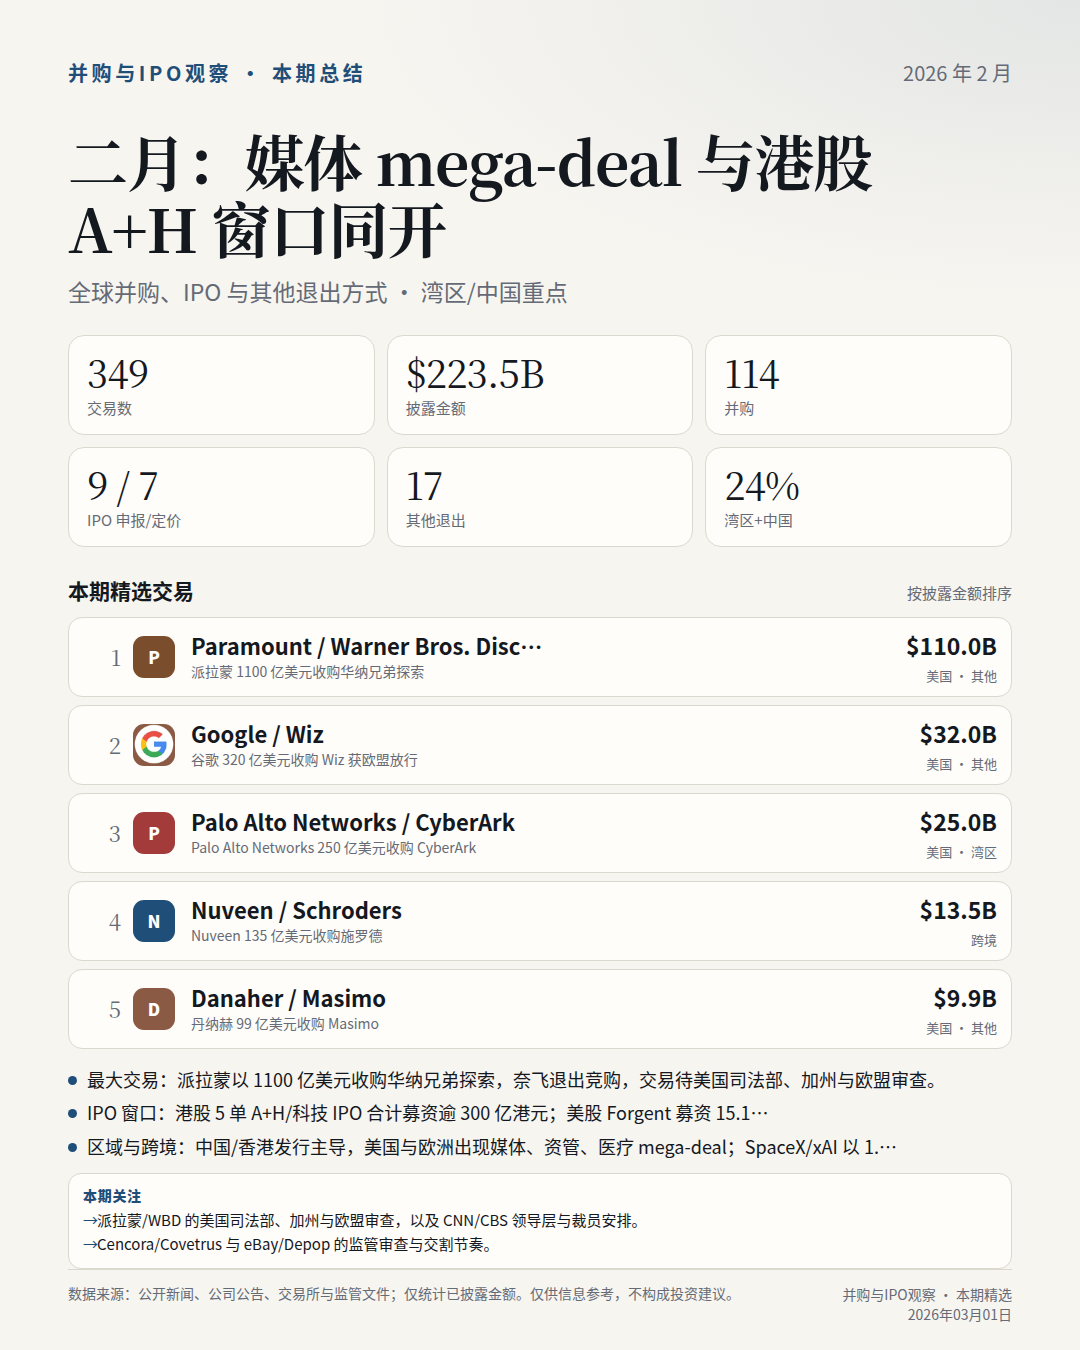 并购与IPO观察 · 本期总结
2026 年 2 月
二月：媒体 mega-deal 与港股
A+H 窗口同开
全球并购、IPO 与其他退出方式 · 湾区/中国重点
349
交易数
$223.5B
披露金额
114
并购
9 / 7
IPO 申报/定价
17
其他退出
24%
湾区+中国
本期精选交易
按披露金额排序
1
P
Paramount / Warner Bros. Disc…
派拉蒙 1100 亿美元收购华纳兄弟探索
$110.0B
美国 · 其他
2
G
Google / Wiz
谷歌 320 亿美元收购 Wiz 获欧盟放行
$32.0B
美国 · 其他
3
P
Palo Alto Networks / CyberArk
Palo Alto Networks 250 亿美元收购 CyberArk
$25.0B
美国 · 湾区
4
N
Nuveen / Schroders
Nuveen 135 亿美元收购施罗德
$13.5B
跨境
5
D
Danaher / Masimo
丹纳赫 99 亿美元收购 Masimo
$9.9B
美国 · 其他
最大交易：派拉蒙以 1100 亿美元收购华纳兄弟探索，奈飞退出竞购，交易待美国司法部、加州与欧盟审查。
IPO 窗口：港股 5 单 A+H/科技 IPO 合计募资逾 300 亿港元；美股 Forgent 募资 15.1…
区域与跨境：中国/香港发行主导，美国与欧洲出现媒体、资管、医疗 mega-deal；SpaceX/xAI 以 1.…
本期关注
→派拉蒙/WBD 的美国司法部、加州与欧盟审查，以及 CNN/CBS 领导层与裁员安排。
→Cencora/Covetrus 与 eBay/Depop 的监管审查与交割节奏。
数据来源：公开新闻、公司公告、交易所与监管文件；仅统计已披露金额。仅供信息参考，不构成投资建议。
并购与IPO观察 · 本期精选
2026年03月01日